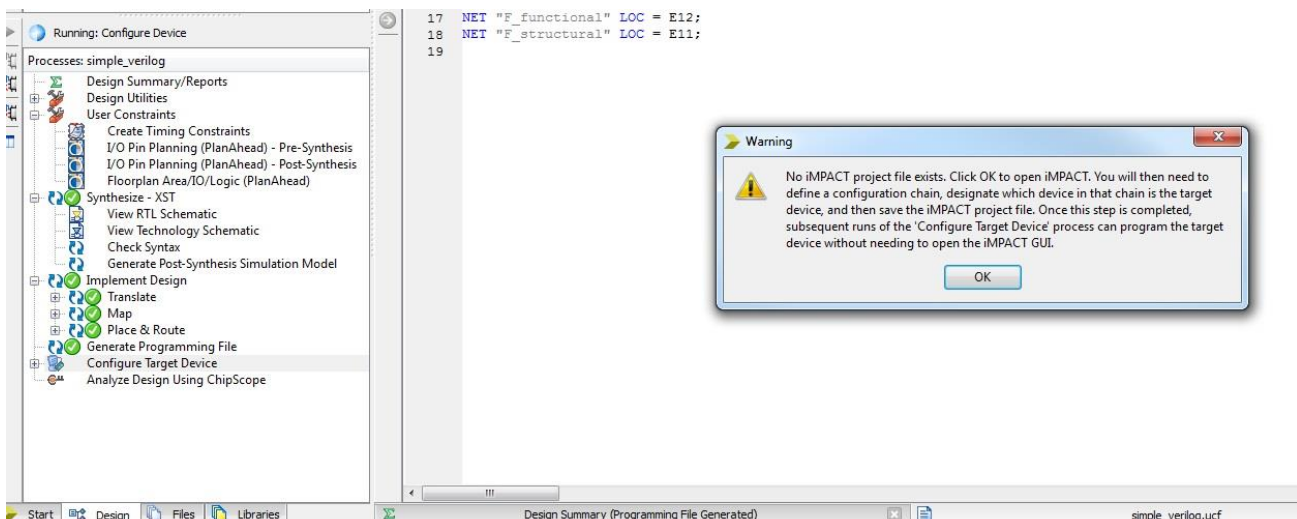 Running: Configure Device
Processes: simple_verilog
Design Summary/Reports
Design Utilities
User Constraints
Create Timing Constraints
I/O Pin Planning (PlanAhead) - Pre-Synthesis
I/O Pin Planning (PlanAhead) - Post-Synthesis
Floorplan Area/IO/Logic (PlanAhead)
Synthesize - XST
View RTL Schematic
View Technology Schematic
Check Syntax
Generate Post-Synthesis Simulation Model
Implement Design
Translate
Map
Place & Route
Generate Programming File
Configure Target Device
Analyze Design Using ChipScope
Start Design Files Libraries
17 NET "F_functional" LOC = E12;
18 NET "F_structural" LOC = E11;
19
Warning
No iMPACT project file exists. Click OK to open iMPACT. You will then need to
define a configuration chain, designate which device in that chain is the target
device, and then save the iMPACT project file. Once this step is completed,
subsequent runs of the 'Configure Target Device' process can program the target
device without needing to open the iMPACT GUI.
OK
Design Summary (Programming File Generated)
simple_verilog.ucf